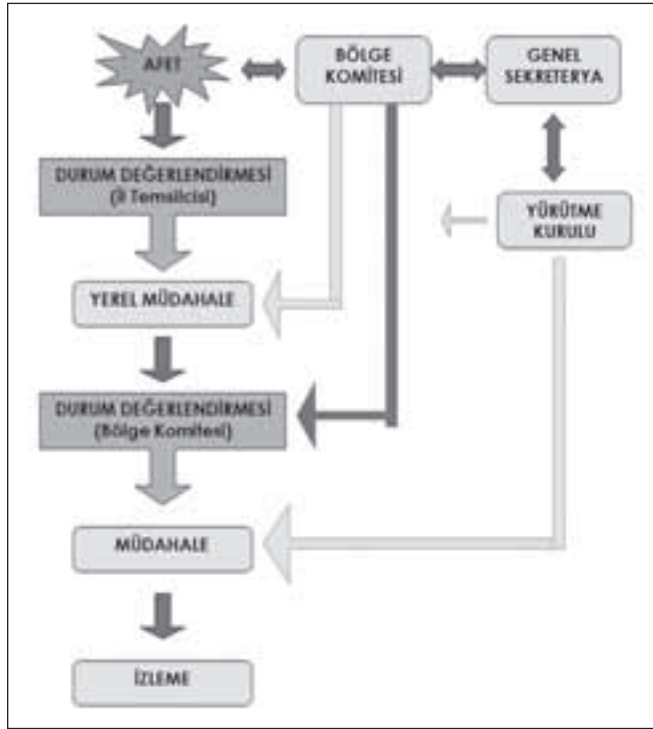 AFET
BÖLGE
KOMİTESİ
GENEL
SEKRETERYA
DURUM DEĞERLENDİRMESİ
(İl Temsilcisi)
YÜRÜTME
KURULU
YEREL MÜDAHALE
DURUM DEĞERLENDİRMESİ
(Bölge Komitesi)
MÜDAHALE
İZLEME